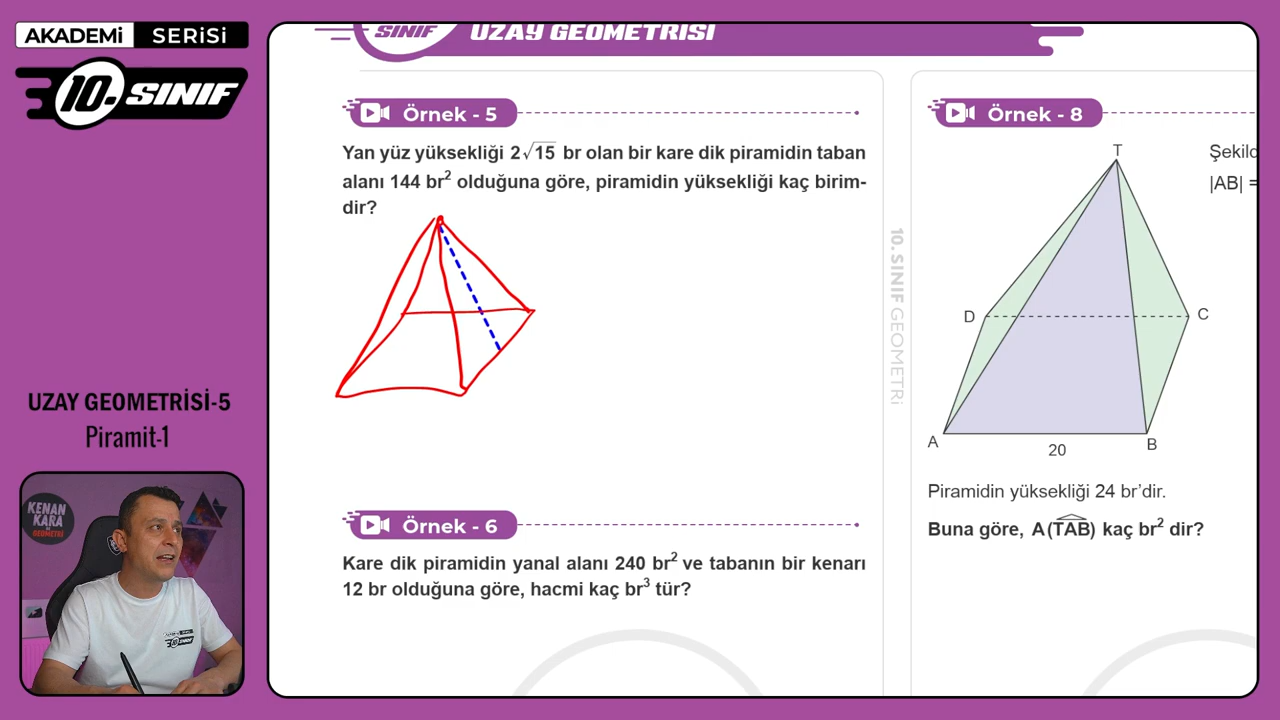 AKADEMİ SERİSİ
10. SINIF
UZAY GEOMETRİSİ-5
Piramit-1
KENAN
KARA
ile
GEOMETRİ
SINIF UZAY GEOMETRISI
Örnek - 5
Yan yüz yüksekliği 2√15 br olan bir kare dik piramidin taban
alanı 144 br² olduğuna göre, piramidin yüksekliği kaç birim-
dir?
Örnek - 6
Kare dik piramidin yanal alanı 240 br² ve tabanın bir kenarı
12 br olduğuna göre, hacmi kaç br³ tür?
10. SINIF GEOMETRİ
Örnek - 8
T
Şekild
|AB| =
D
C
A
B
20
Piramidin yüksekliği 24 br’dir.
Buna göre, A(TAB) kaç br² dir?